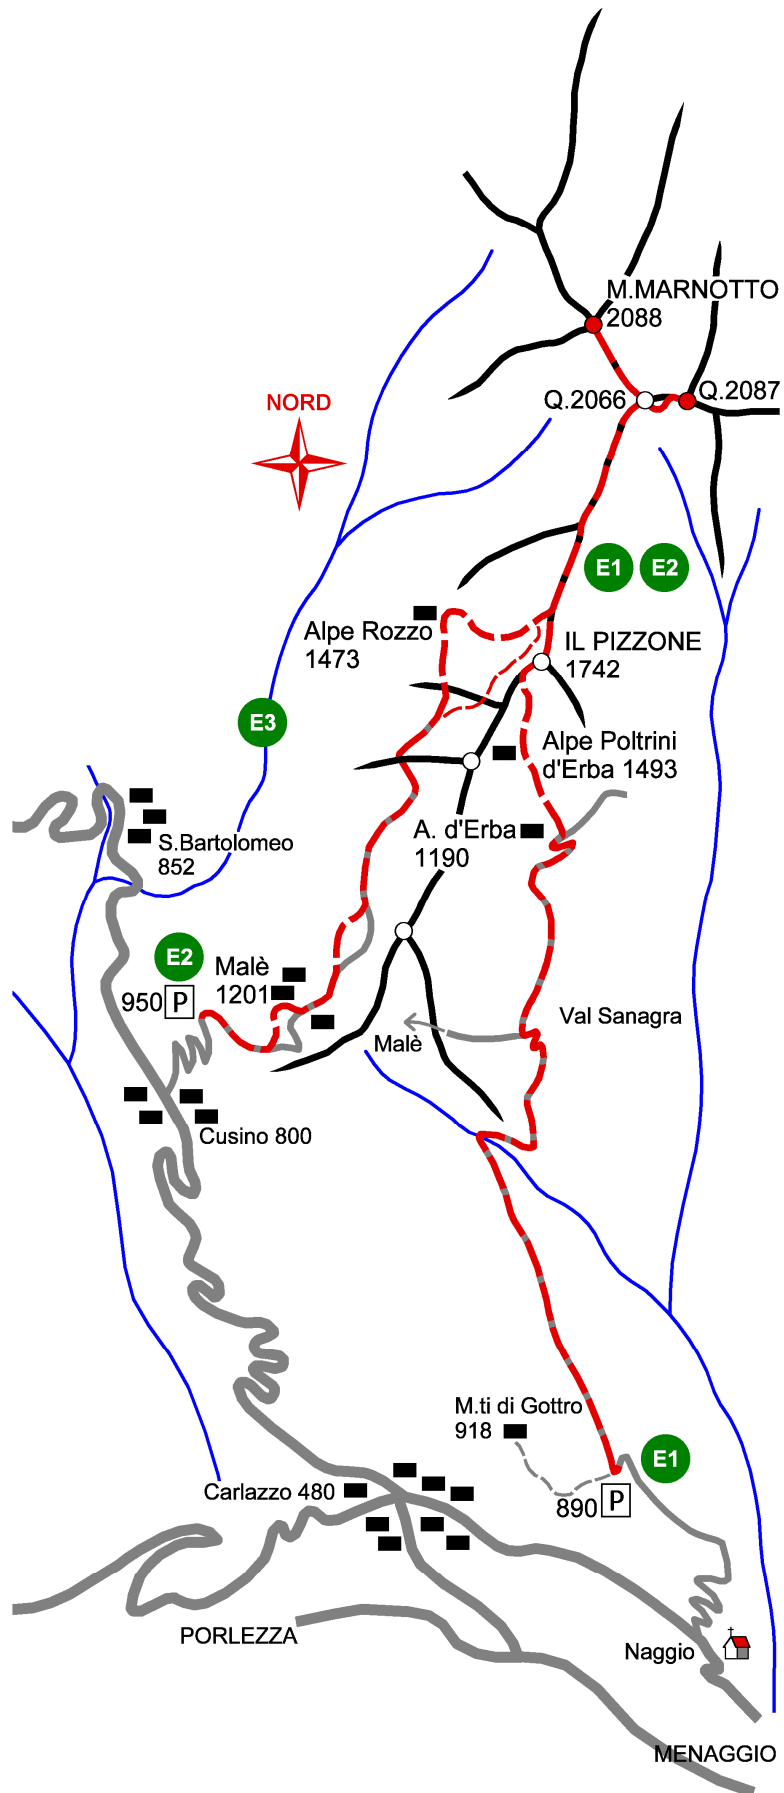 M.MARNOTTO
2088
Q.2066
Q.2087
NORD
E1
E2
Alpe Rozzo
1473
IL PIZZONE
1742
E3
Alpe Poltrini
d'Erba 1493
S.Bartolomeo
852
A. d'Erba
1190
E2
950 P
Malè
1201
Val Sanagra
Malè
Cusino 800
M.ti di Gottro
918
E1
Carlazzo 480
890 P
PORLEZZA
Naggio
MENAGGIO